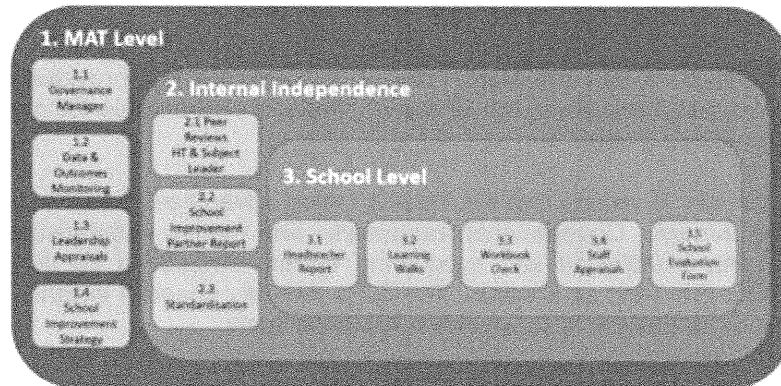 1. MAT Level
1.1
Governance
Manager
1.2
Data &
Outcomes
Monitoring
1.3
Leadership
Appraisals
1.4
School
Improvement
Strategy
2. Internal Independence
2.1 Peer
Reviews
HT & Subject
Leader
2.2
School
Improvement
Partner Report
2.3
Standardisation
3. School Level
3.1
Headteacher
Report
3.2
Learning
Walks
3.3
Workbook
Check
3.4
Staff
Appraisals
3.5
School
Evaluation
Form